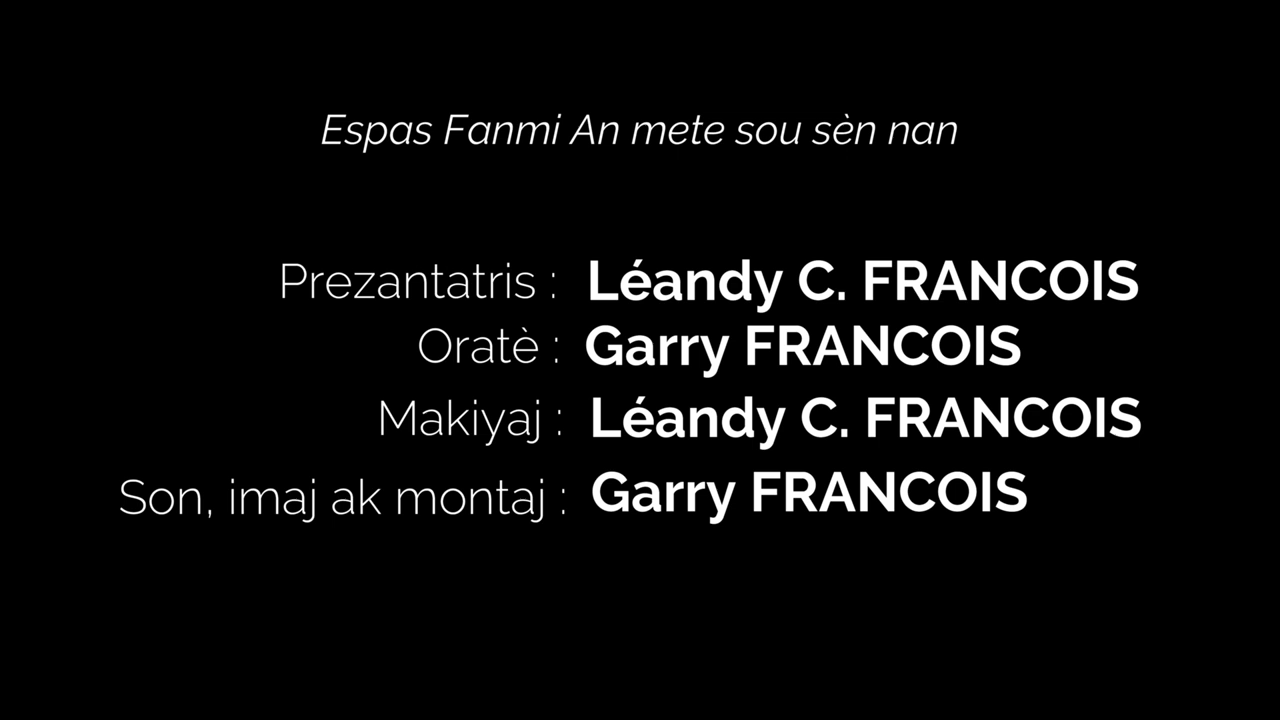 Espas Fanmi An mete sou sèn nan
Prezantatris : Léandy C. FRANCOIS
Oratè : Garry FRANCOIS
Makiyaj : Léandy C. FRANCOIS
Son, imaj ak montaj : Garry FRANCOIS